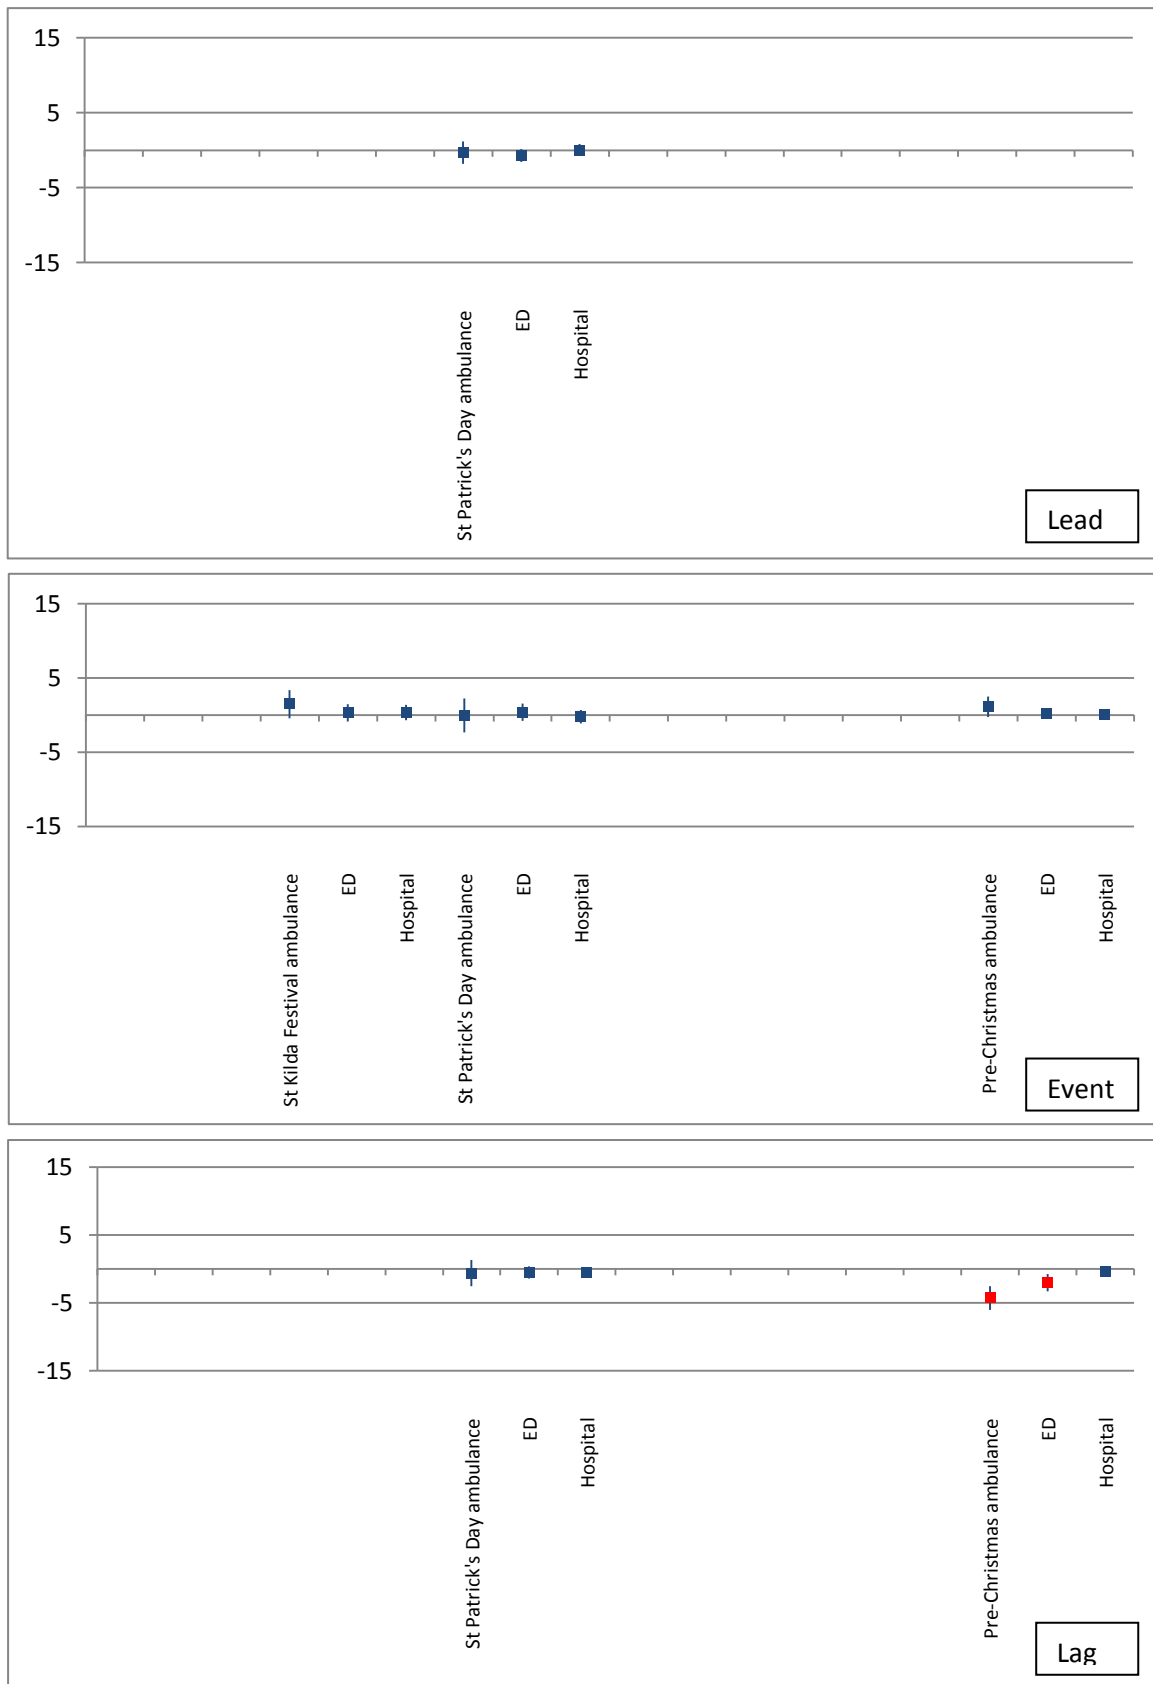 15
5
-5
-15
St Patrick's Day ambulance
ED
Hospital
Lead
15
5
-5
-15
St Kilda Festival ambulance
ED
Hospital
St Patrick's Day ambulance
ED
Hospital
Pre-Christmas ambulance
ED
Hospital
Event
15
5
-5
-15
St Patrick's Day ambulance
ED
Hospital
Pre-Christmas ambulance
ED
Hospital
Lag